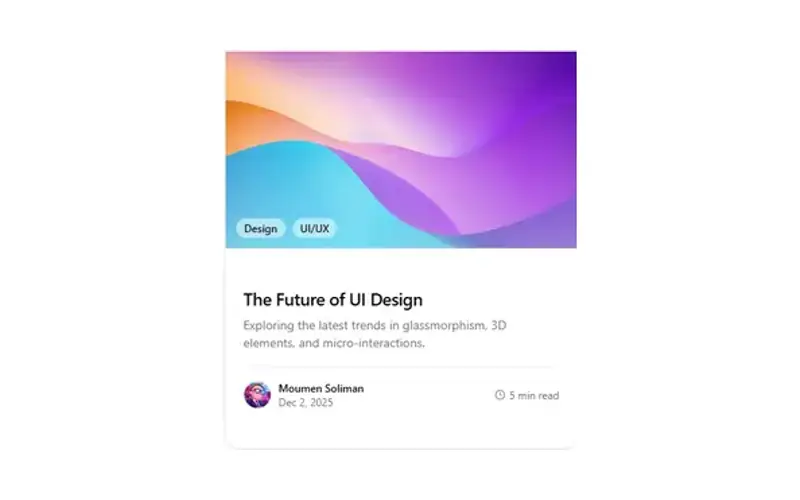 Design
UI/UX
The Future of UI Design
Exploring the latest trends in glassmorphism, 3D
elements, and micro-interactions.
Moumen Soliman
Dec 2, 2025
5 min read